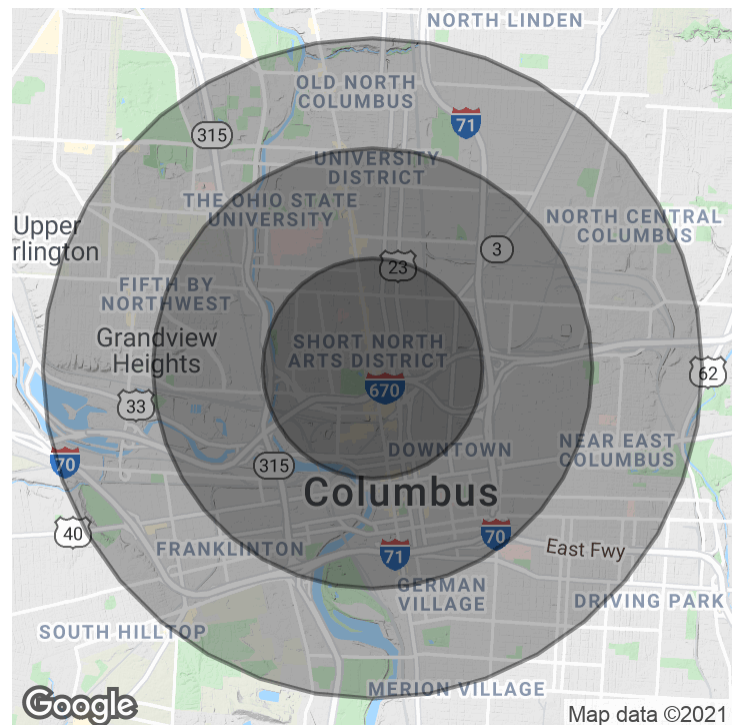 NORTH LINDEN
OLD NORTH
COLUMBUS
71
315
UNIVERSITY
DISTRICT
THE OHIO STATE
UNIVERSITY
NORTH CENTRAL
COLUMBUS
Upper
rlington
3
23
FIFTH BY
NORTHWEST
Grandview
Heights
SHORT NORTH
ARTS DISTRICT
62
670
33
DOWNTOWN
NEAR EAST
COLUMBUS
70
315
Columbus
40
70
FRANKLINTON
71
East Fwy
GERMAN
VILLAGE
DRIVING PARK
SOUTH HILLTOP
MERION VILLAGE
Google
Map data ©2021